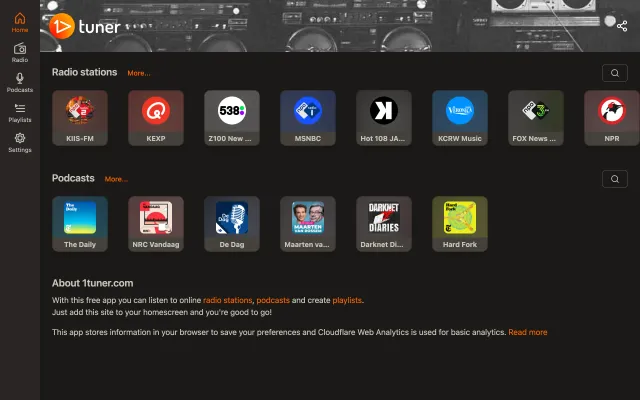 tuner
Home
Radio
Podcasts
Playlists
Settings
Radio stations More...
KIIS-FM
KEXP
538
Z100 New ...
MSNBC
Hot 108 JA...
VERONICA
KCRW Music
FOX News ...
NPR
Podcasts More...
The Daily
The Daily
NRC Vandaag
De Dag
De Dag
MAARTEN VAN ROSSEM
Maarten va...
DARKNET DIARIES
Darknet Di...
Hard Fork
Hard Fork
About 1tuner.com
With this free app you can listen to online radio stations, podcasts and create playlists.
Just add this site to your homescreen and you're good to go!
This app stores information in your browser to save your preferences and Cloudflare Web Analytics is used for basic analytics. Read more